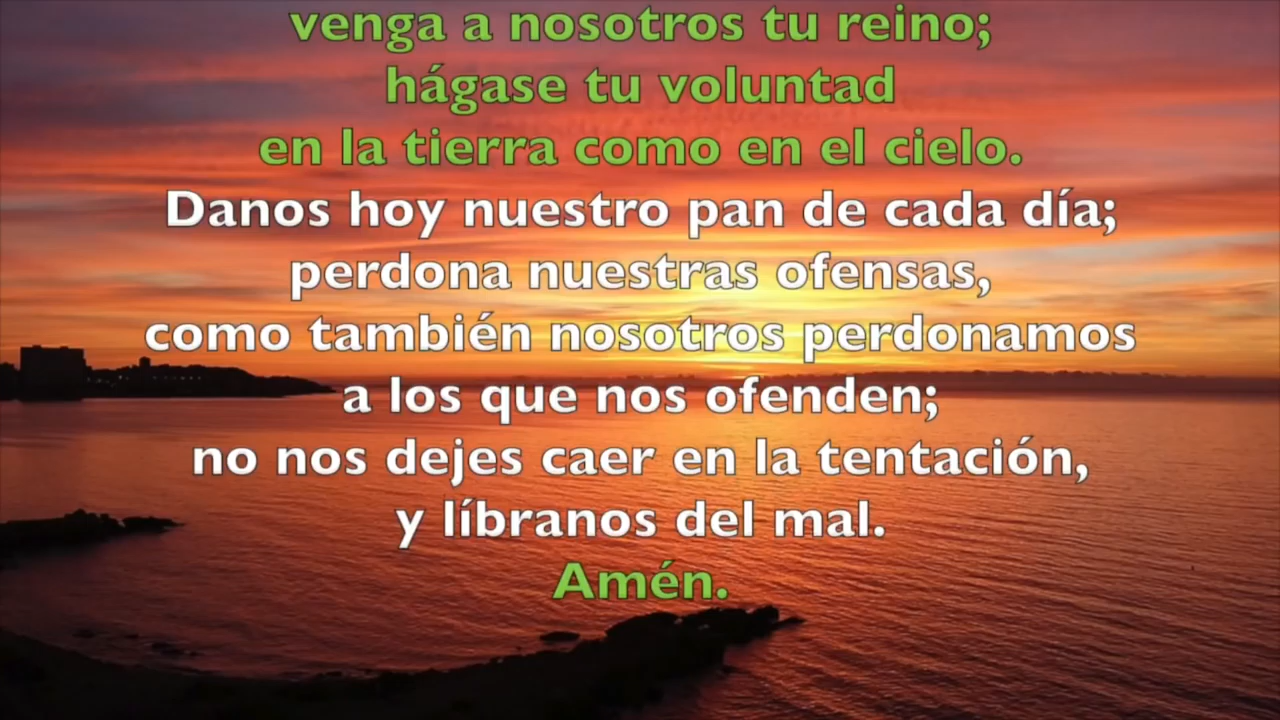 venga a nosotros tu reino;
hágase tu voluntad
en la tierra como en el cielo.
Danos hoy nuestro pan de cada día;
perdona nuestras ofensas,
como también nosotros perdonamos
a los que nos ofenden;
no nos dejes caer en la tentación,
y líbranos del mal.
Amén.